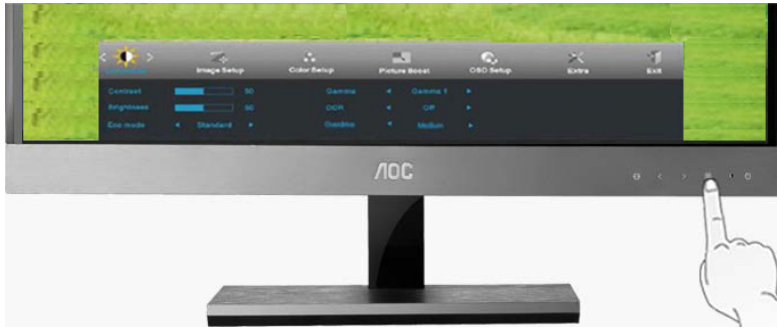 Luminance
Image Setup
Color Setup
Picture Boost
OSD Setup
Extra
Exit
Contrast 50 Gamma Gamma 1
Brightness 50 DCR Off
Eco mode Standard Overdrive Medium
AOC